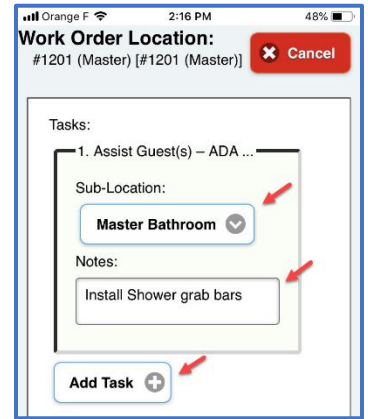 Orange F 2:16 PM 48%
Work Order Location:
#1201 (Master) [#1201 (Master)]
Cancel
Tasks:
1. Assist Guest(s) – ADA ...
Sub-Location:
Master Bathroom
Notes:
Install Shower grab bars
Add Task